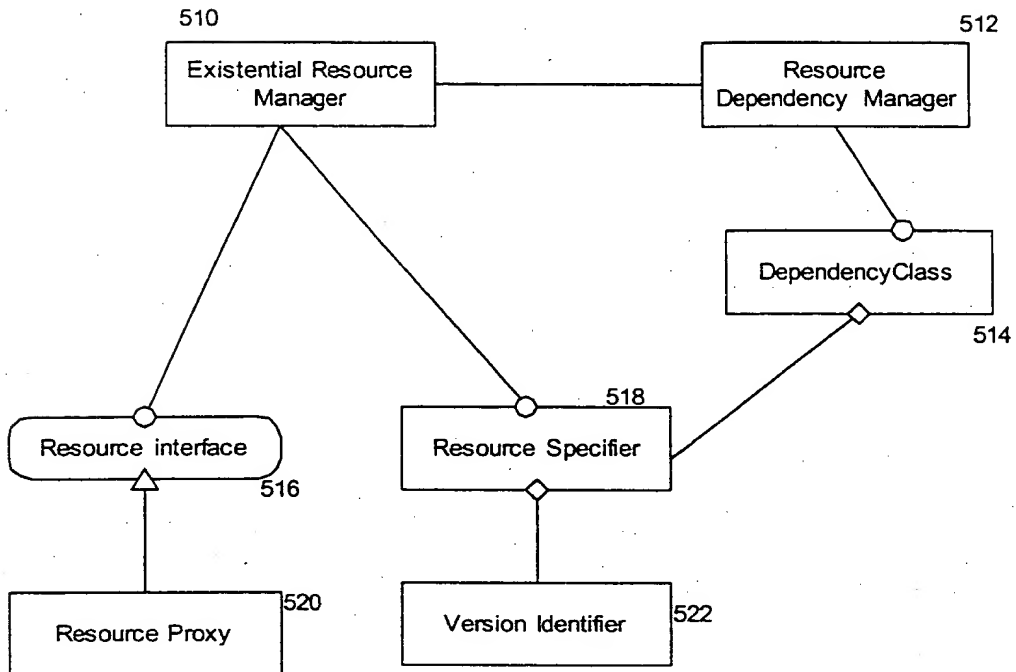 510
512
Existential Resource
Manager
Resource
Dependency Manager
DependencyClass
514
518
Resource interface
516
Resource Specifier
520
Resource Proxy
Version Identifier
522